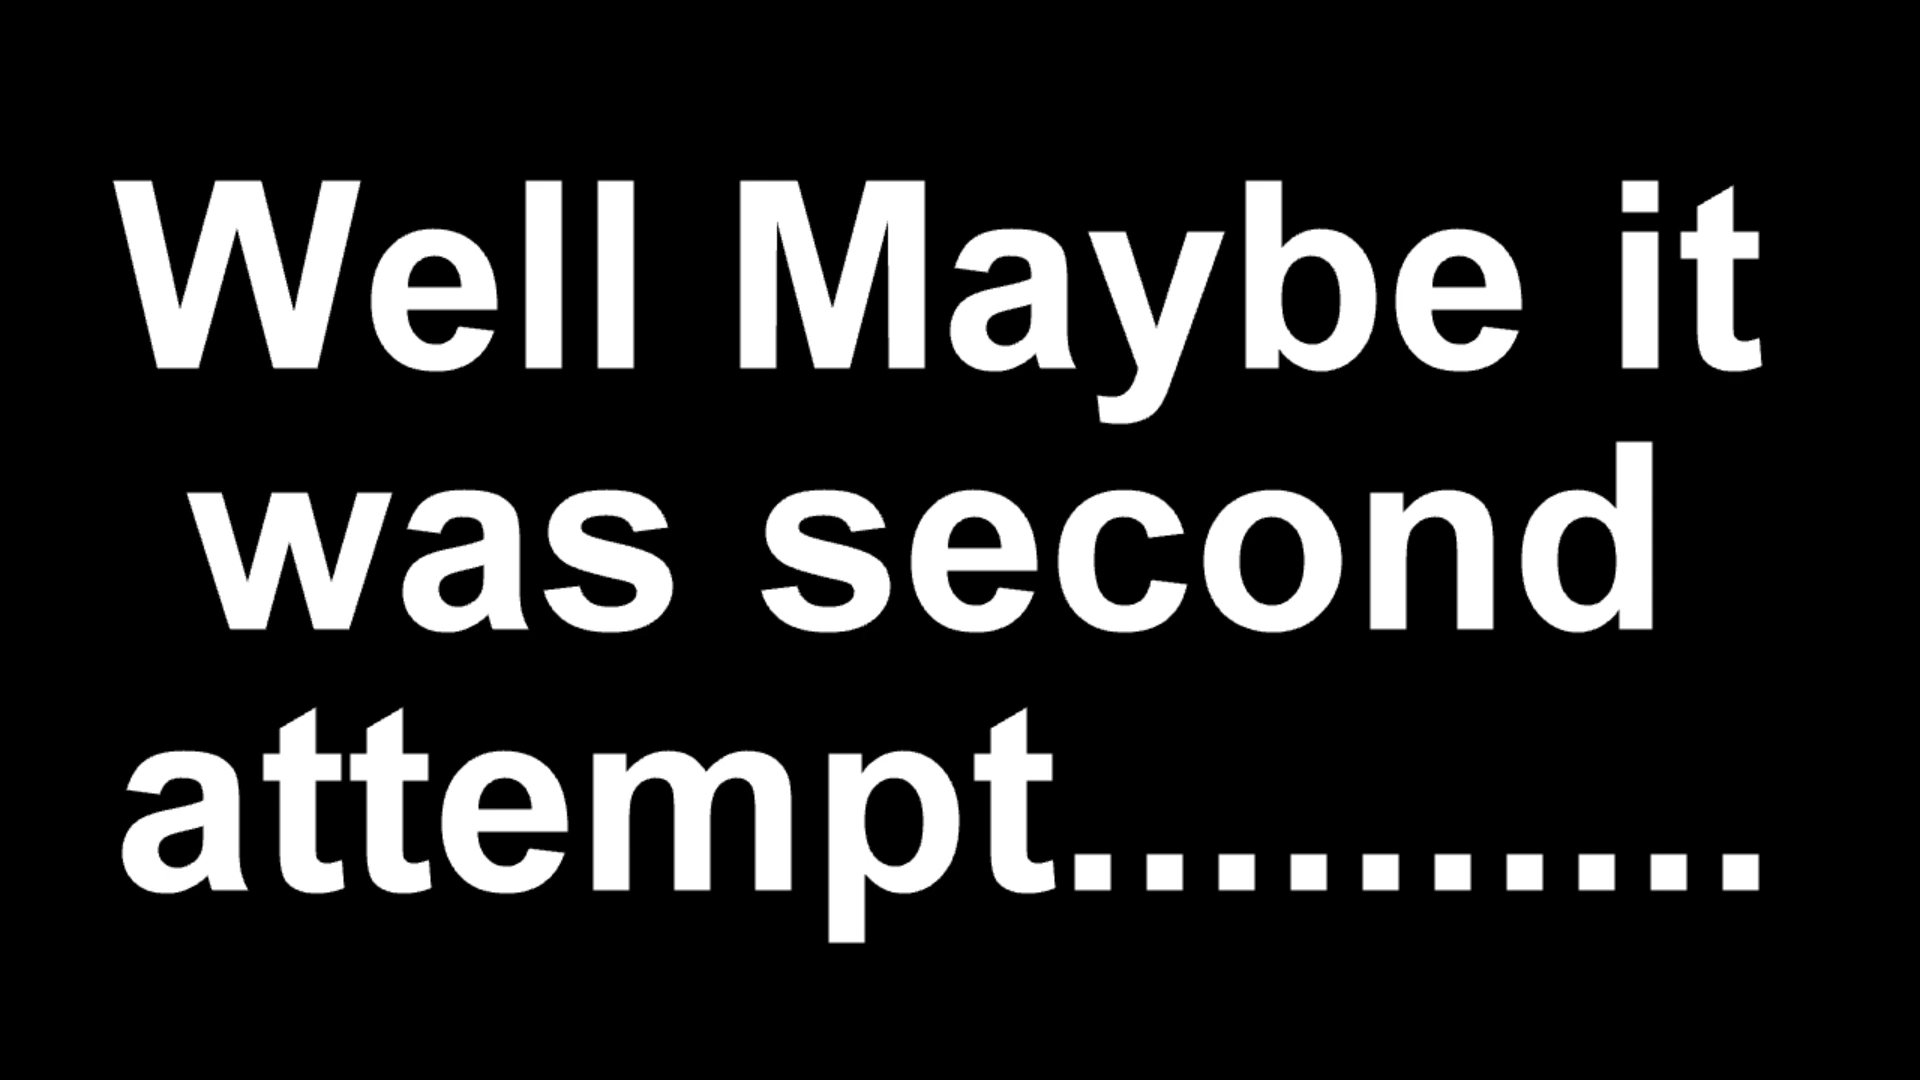 Well Maybe it
was second
attempt..........